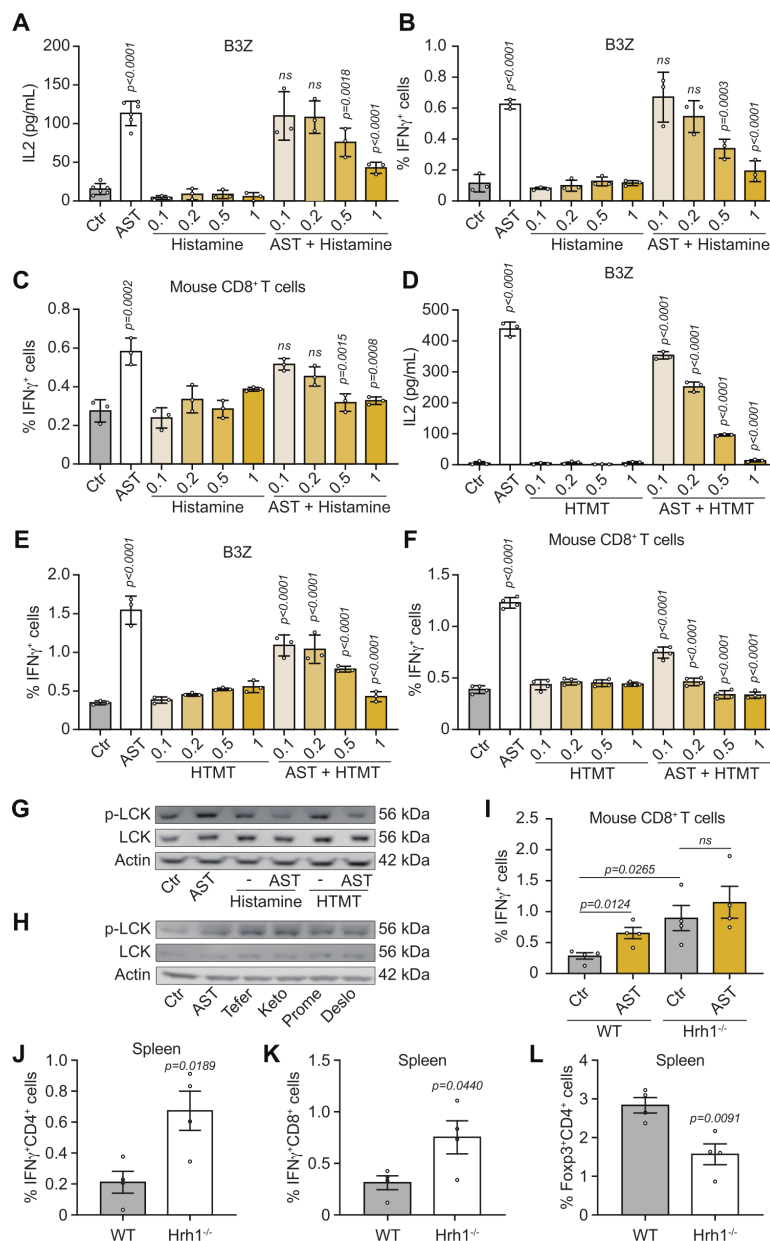 A
B3Z
IL2 (pg/mL)
200
150
100
50
0
p<0.0001
ns
ns
p=0.0018
p<0.0001
Ctr
AST
0.1
0.2
0.5
1
0.1
0.2
0.5
1
Histamine
AST + Histamine
B
B3Z
% IFNγ⁺ cells
1.0
0.8
0.6
0.4
0.2
0.0
p<0.0001
ns
ns
p=0.0003
p<0.0001
Ctr
AST
0.1
0.2
0.5
1
0.1
0.2
0.5
1
Histamine
AST + Histamine
C
Mouse CD8⁺ T cells
% IFNγ⁺ cells
0.8
0.6
0.4
0.2
0.0
p=0.0002
ns
ns
p=0.0015
p=0.0008
Ctr
AST
0.1
0.2
0.5
1
0.1
0.2
0.5
1
Histamine
AST + Histamine
D
B3Z
IL2 (pg/mL)
500
400
300
200
100
0
p<0.0001
p<0.0001
p<0.0001
p<0.0001
p<0.0001
Ctr
AST
0.1
0.2
0.5
1
0.1
0.2
0.5
1
HTMT
AST + HTMT
E
B3Z
% IFNγ⁺ cells
2.0
1.5
1.0
0.5
0.0
p<0.0001
p<0.0001
p<0.0001
p<0.0001
p<0.0001
Ctr
AST
0.1
0.2
0.5
1
0.1
0.2
0.5
1
HTMT
AST + HTMT
F
Mouse CD8⁺ T cells
% IFNγ⁺ cells
1.5
1.0
0.5
0.0
p<0.0001
p<0.0001
p<0.0001
p<0.0001
p<0.0001
Ctr
AST
0.1
0.2
0.5
1
0.1
0.2
0.5
1
HTMT
AST + HTMT
G
p-LCK 56 kDa
LCK 56 kDa
Actin 42 kDa
Ctr AST - AST - AST
Histamine HTMT
H
p-LCK 56 kDa
LCK 56 kDa
Actin 42 kDa
Ctr AST Tefer Keto Prome Deslo
I
Mouse CD8⁺ T cells
% IFNγ⁺ cells
2.5
2.0
1.5
1.0
0.5
0.0
ns
p=0.0265
p=0.0124
Ctr
AST
Ctr
AST
WT
Hrh1⁻/⁻
J
Spleen
% IFNγ⁺CD4⁺ cells
1.0
0.8
0.6
0.4
0.2
0
p=0.0189
WT Hrh1⁻/⁻
K
Spleen
% IFNγ⁺CD8⁺ cells
1.5
1.0
0.5
0.0
p=0.0440
WT Hrh1⁻/⁻
L
Spleen
% Foxp3⁺CD4⁺ cells
4
3
2
1
0
p=0.0091
WT Hrh1⁻/⁻